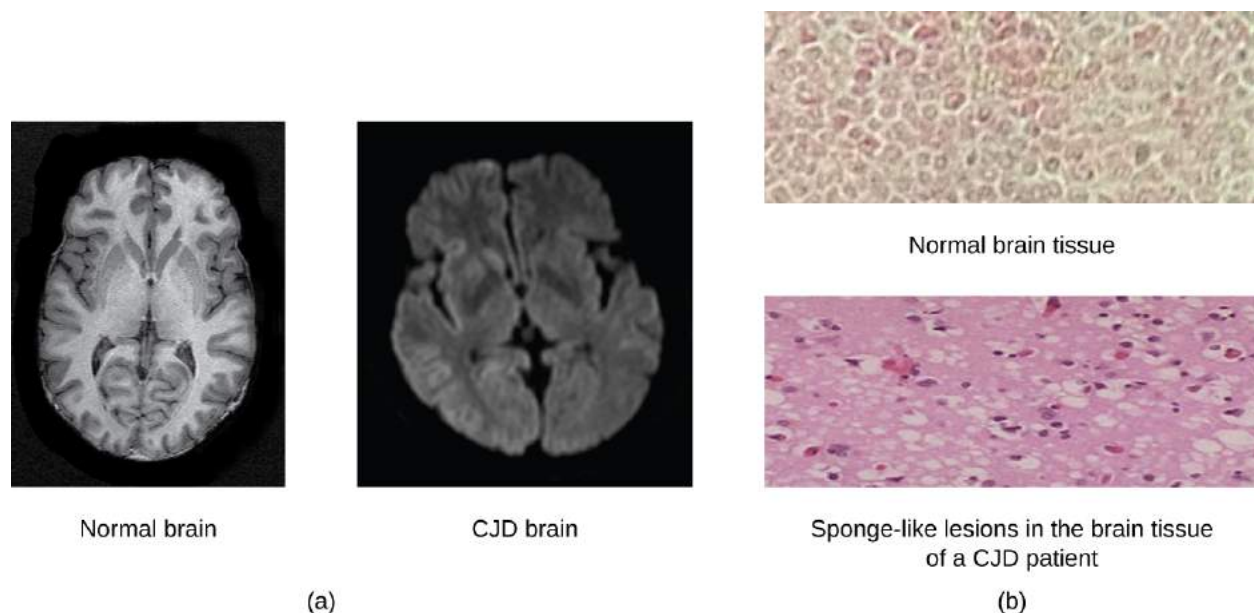 Normal brain
CJD brain
(a)
Normal brain tissue
Sponge-like lesions in the brain tissue
of a CJD patient
(b)